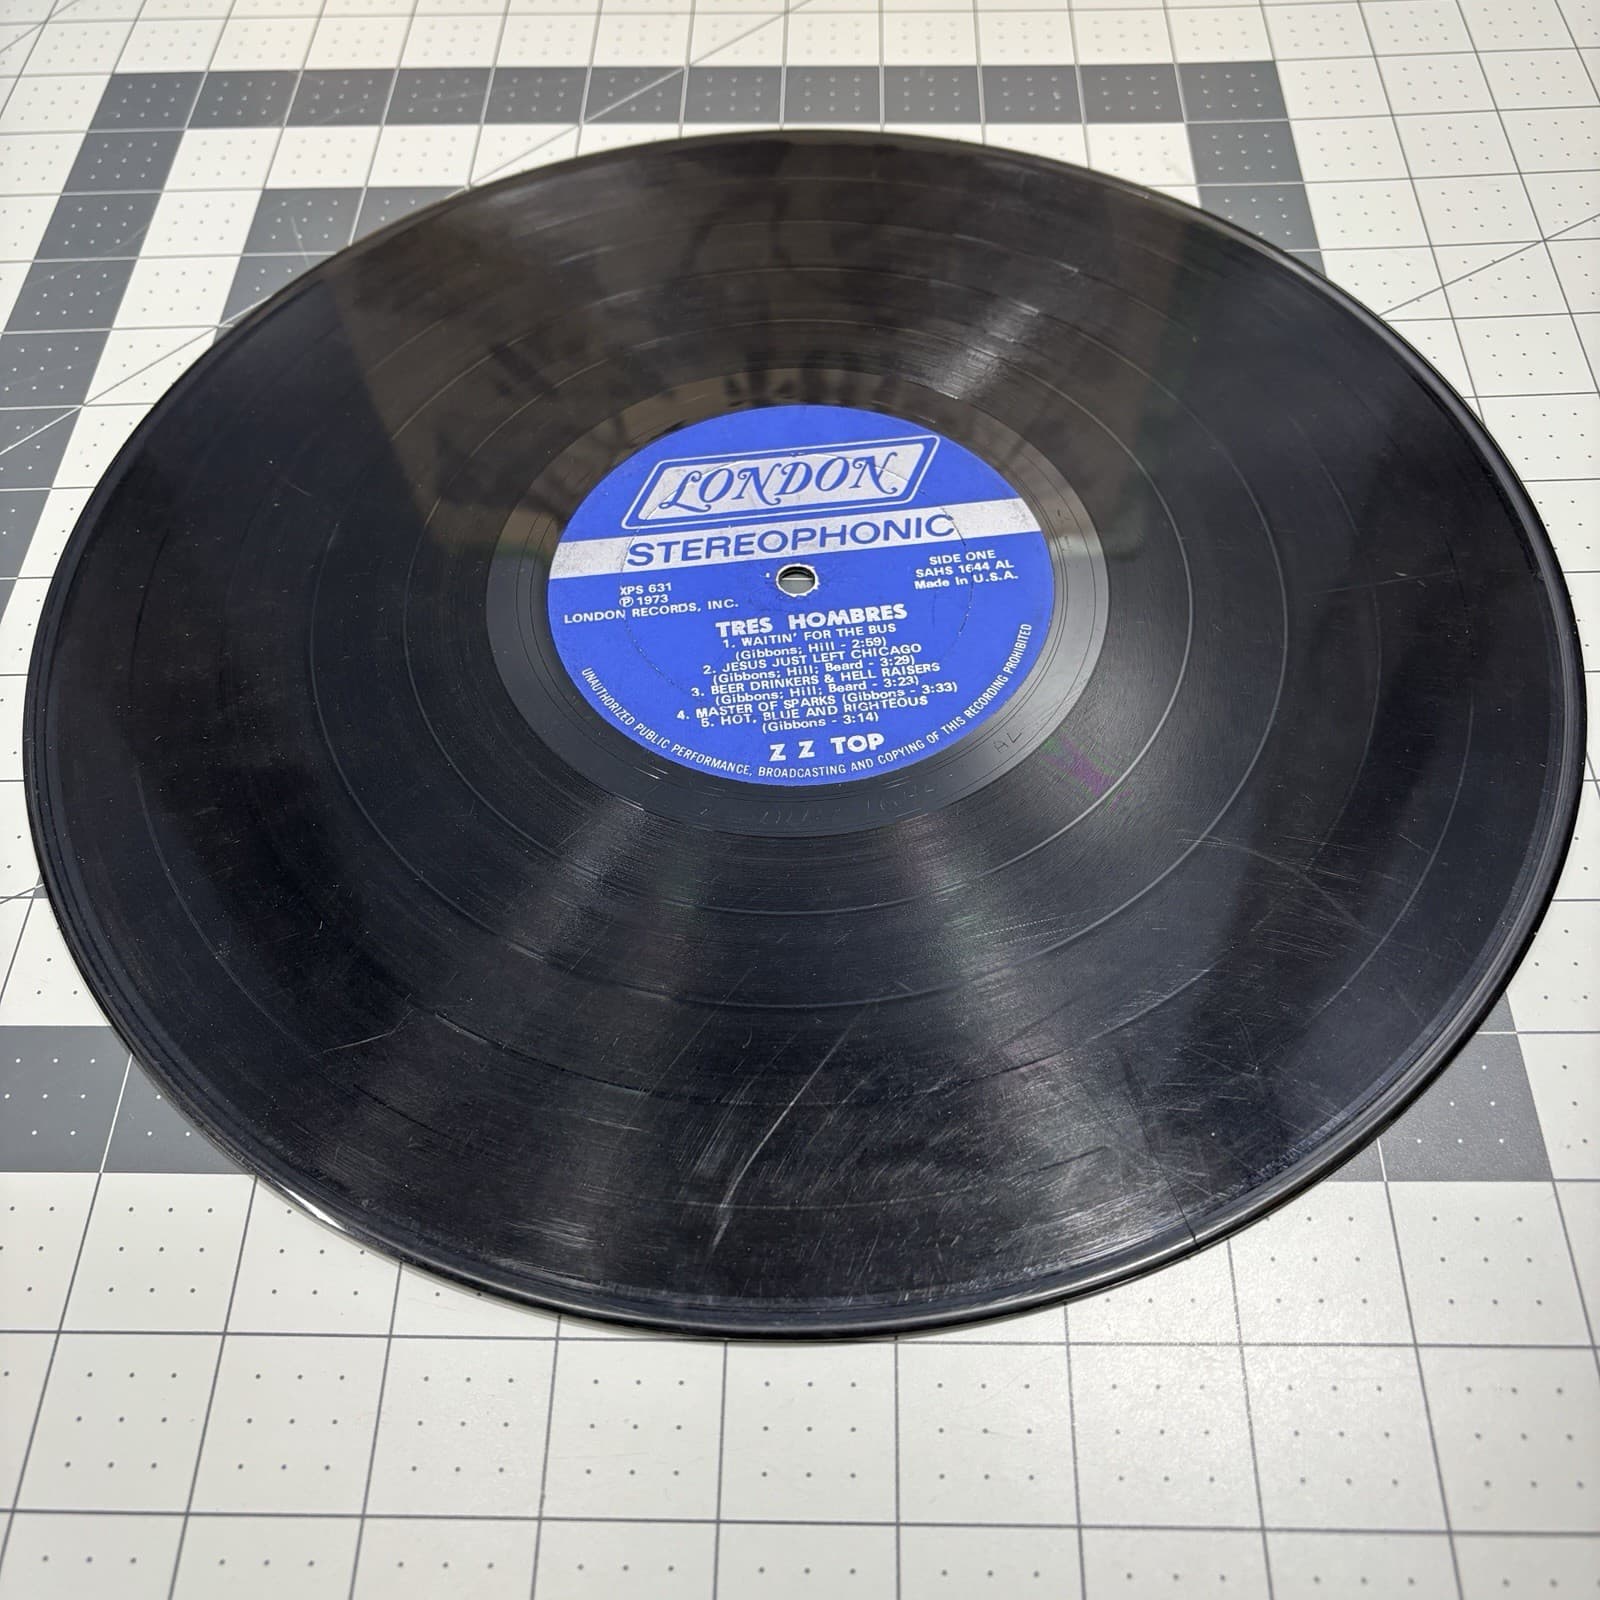 LONDON
STEREOPHONIC
XPS 631
Ⓟ 1973
LONDON RECORDS, INC.
SIDE ONE
SAHS 1644 AL
Made In U.S.A.
TRES HOMBRES
1. WAITIN' FOR THE BUS
(Gibbons; Hill - 2:59)
2. JESUS JUST LEFT CHICAGO
(Gibbons; Hill; Beard - 3:29)
3. BEER DRINKERS & HELL RAISERS
(Gibbons; Hill; Beard - 3:23)
4. MASTER OF SPARKS (Gibbons - 3:33)
5. HOT, BLUE AND RIGHTEOUS
(Gibbons - 3:14)
Z Z TOP
UNAUTHORIZED PUBLIC PERFORMANCE, BROADCASTING AND COPYING OF THIS RECORDING PROHIBITED
AL